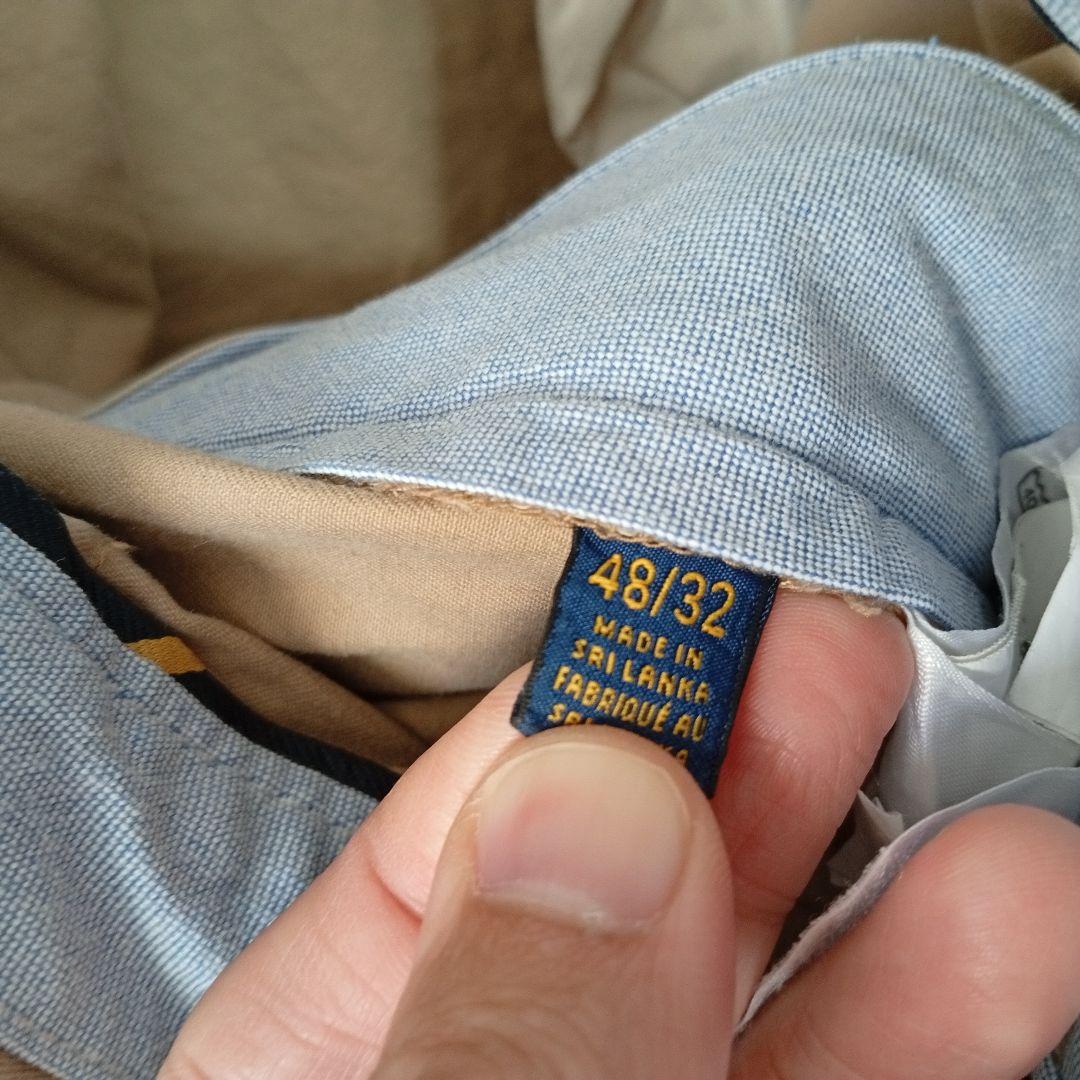 48/32
MADE IN
SRI LANKA
FABRIQUÉ AU